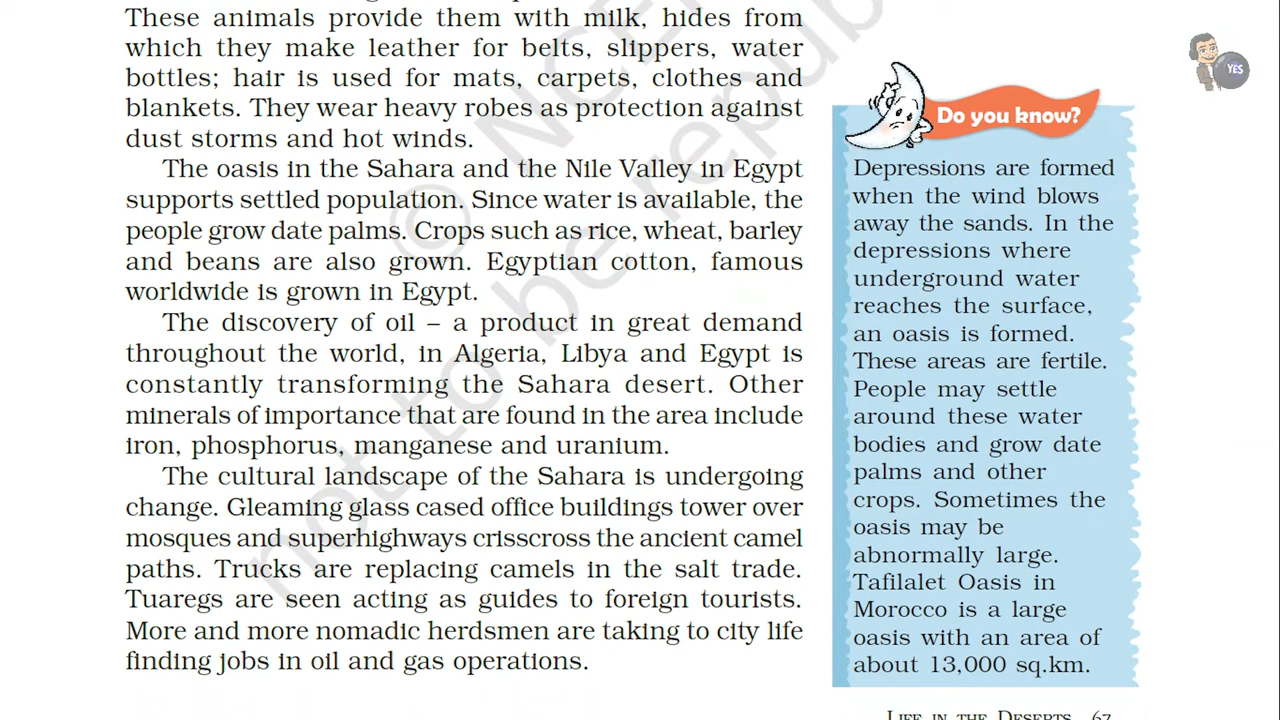 These animals provide them with milk, hides from
which they make leather for belts, slippers, water
bottles; hair is used for mats, carpets, clothes and
blankets. They wear heavy robes as protection against
dust storms and hot winds.
The oasis in the Sahara and the Nile Valley in Egypt
supports settled population. Since water is available, the
people grow date palms. Crops such as rice, wheat, barley
and beans are also grown. Egyptian cotton, famous
worldwide is grown in Egypt.
The discovery of oil – a product in great demand
throughout the world, in Algeria, Libya and Egypt is
constantly transforming the Sahara desert. Other
minerals of importance that are found in the area include
iron, phosphorus, manganese and uranium.
The cultural landscape of the Sahara is undergoing
change. Gleaming glass cased office buildings tower over
mosques and superhighways crisscross the ancient camel
paths. Trucks are replacing camels in the salt trade.
Tuaregs are seen acting as guides to foreign tourists.
More and more nomadic herdsmen are taking to city life
finding jobs in oil and gas operations.
YES
Do you know?
Depressions are formed
when the wind blows
away the sands. In the
depressions where
underground water
reaches the surface,
an oasis is formed.
These areas are fertile.
People may settle
around these water
bodies and grow date
palms and other
crops. Sometimes the
oasis may be
abnormally large.
Tafilalet Oasis in
Morocco is a large
oasis with an area of
about 13,000 sq.km.
Life in the Deserts 67
© NCE
not to be republ